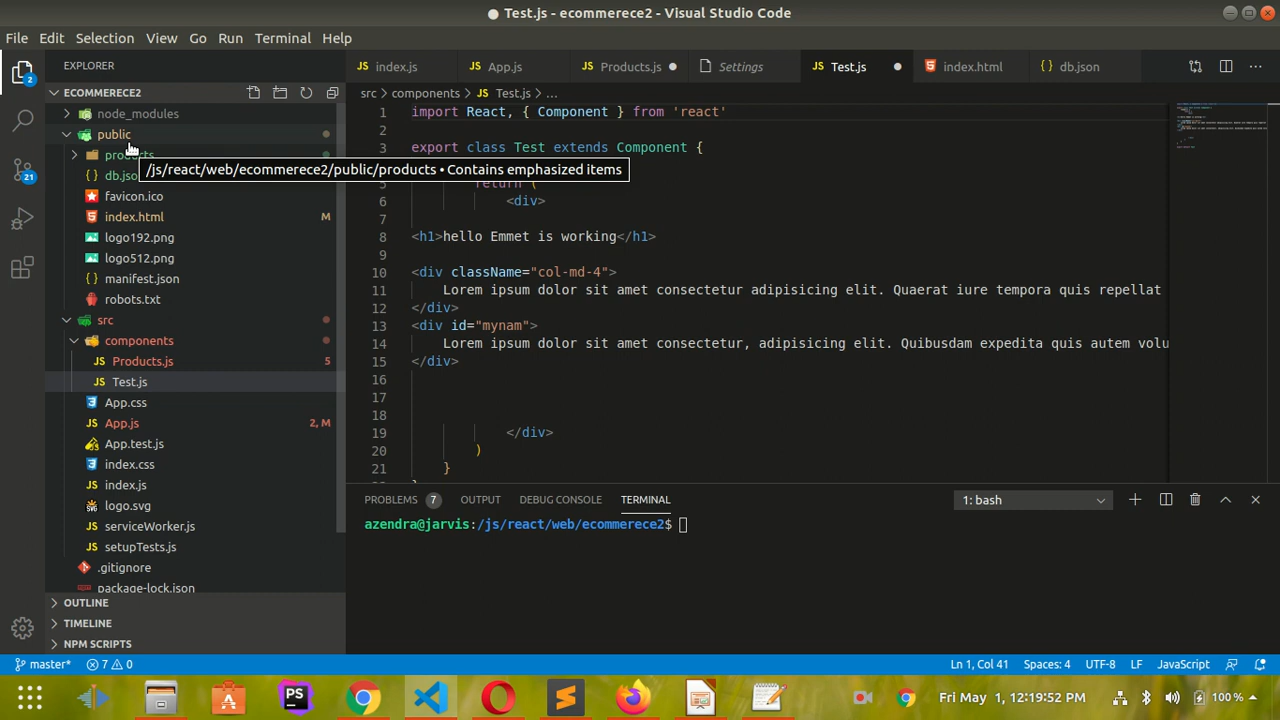 Test.js - ecommerece2 - Visual Studio Code
File Edit Selection View Go Run Terminal Help
EXPLORER
ECOMMERECE2
node_modules
public
products
db.jso
favicon.ico
index.html M
logo192.png
logo512.png
manifest.json
robots.txt
src
components
Products.js 5
Test.js
App.css
App.js 2, M
App.test.js
index.css
index.js
logo.svg
serviceWorker.js
setupTests.js
.gitignore
package-lock.json
OUTLINE
TIMELINE
NPM SCRIPTS
2
21
/js/react/web/ecommerece2/public/products • Contains emphasized items
JS index.js JS App.js JS Products.js Settings JS Test.js index.html {} db.json
src > components > JS Test.js > ...
1 import React, { Component } from 'react'
2
3 export class Test extends Component {
5 return (
6 <div>
7
8 <h1>hello Emmet is working</h1>
9
10 <div className="col-md-4">
11 Lorem ipsum dolor sit amet consectetur adipisicing elit. Quaerat iure tempora quis repellat
12 </div>
13 <div id="mynam">
14 Lorem ipsum dolor sit amet consectetur, adipisicing elit. Quibusdam expedita quis autem volu
15 </div>
16
17
18
19 </div>
20 )
21 }
PROBLEMS 7 OUTPUT DEBUG CONSOLE TERMINAL 1: bash
azendra@jarvis:/js/react/web/ecommerece2$
master* 7 0 Ln 1, Col 41 Spaces: 4 UTF-8 LF JavaScript
PS Fri May 1, 12:19:52 PM 100%